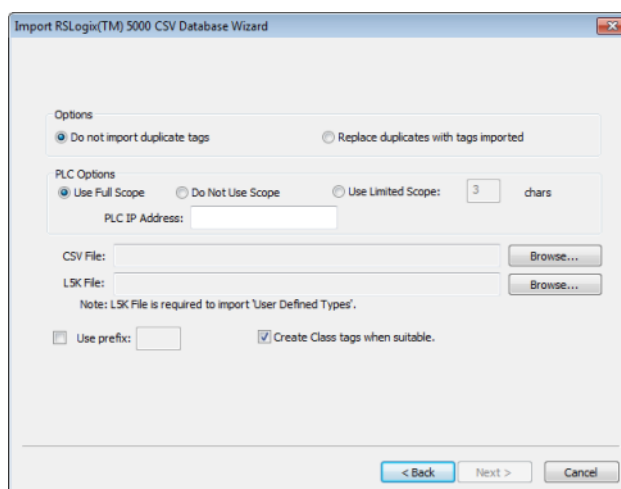 Import RSLogix(TM) 5000 CSV Database Wizard
Options
Do not import duplicate tags
Replace duplicates with tags imported
PLC Options
Use Full Scope
Do Not Use Scope
Use Limited Scope:
3
chars
PLC IP Address:
CSV File:
Browse...
L5K File:
Browse...
Note: L5K File is required to import 'User Defined Types'.
Use prefix:
Create Class tags when suitable.
< Back
Next >
Cancel